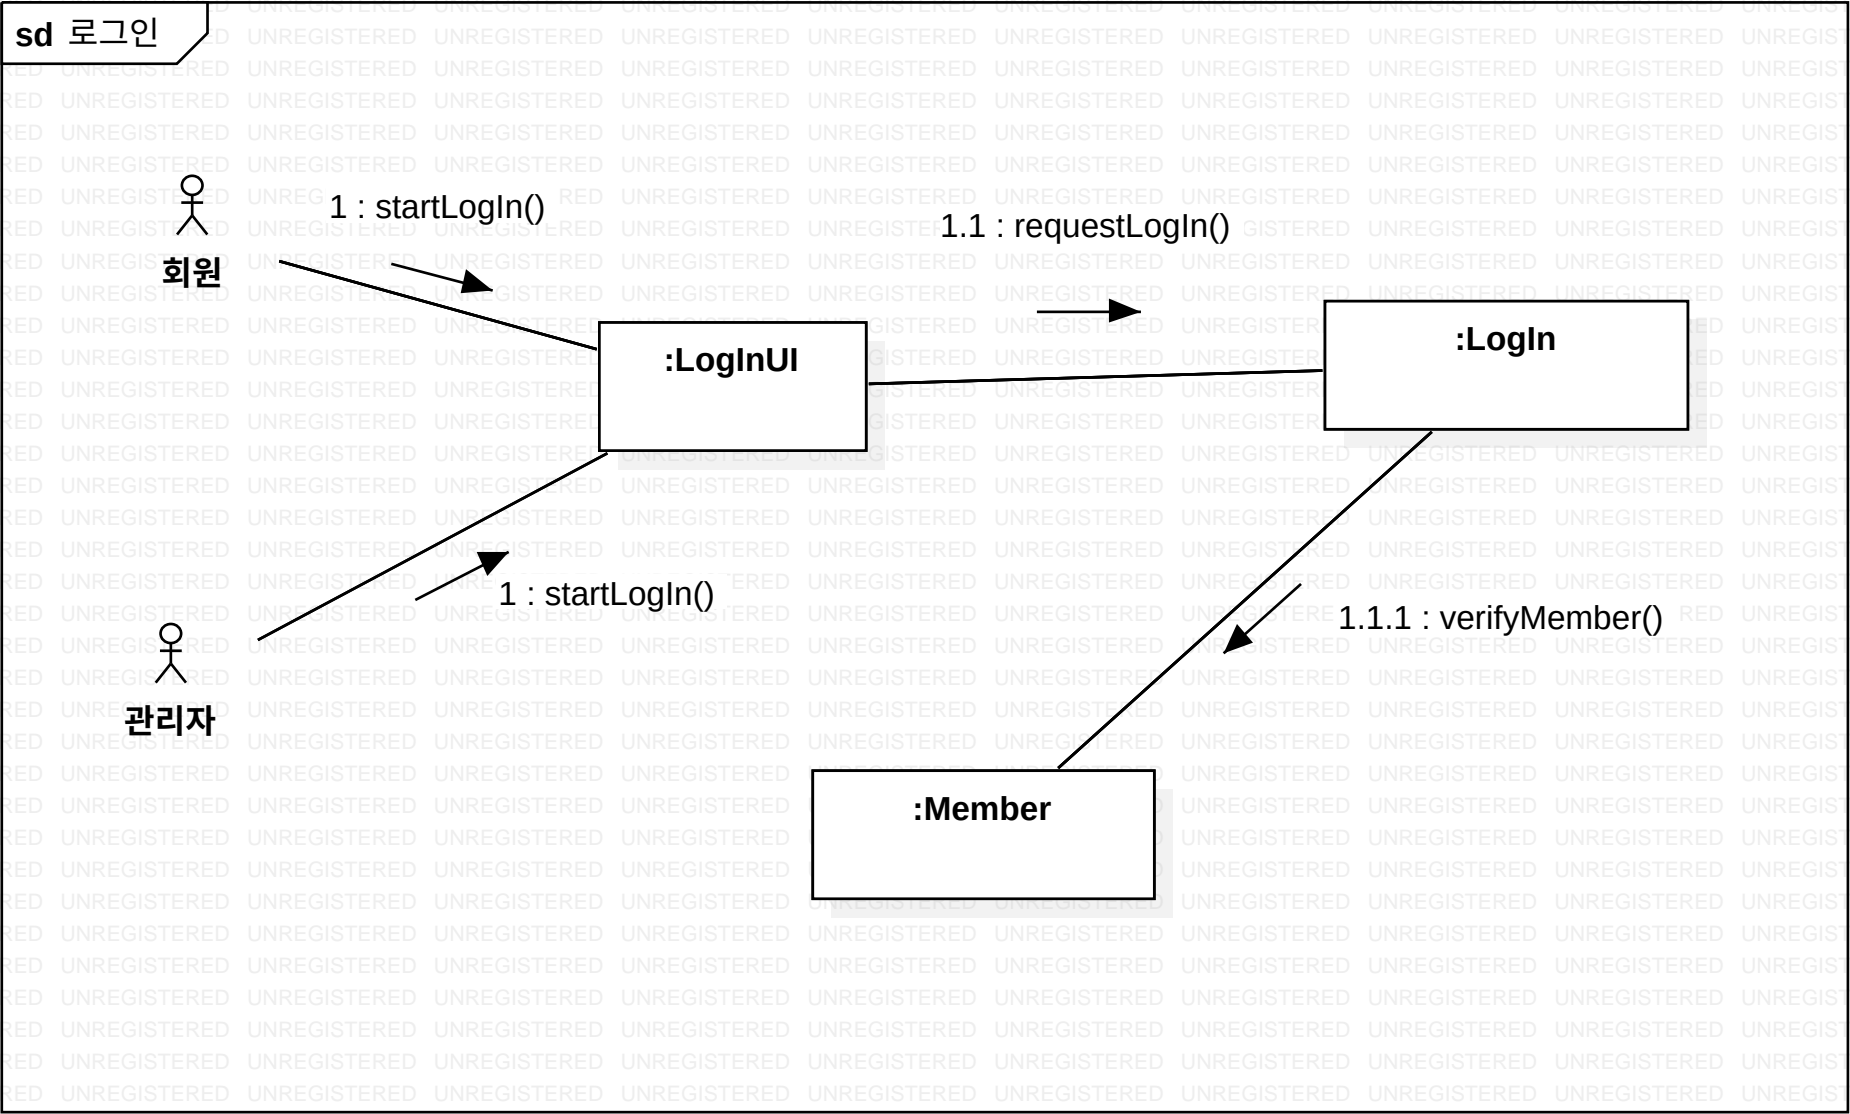 sd 로그인
1 : startLogIn()
1.1 : requestLogIn()
회원
:LogInUI
:LogIn
1 : startLogIn()
1.1.1 : verifyMember()
관리자
:Member
UNREGISTERED